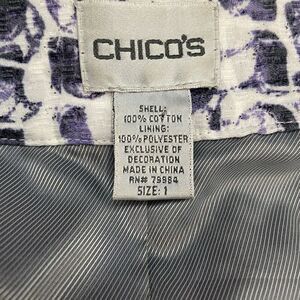 CHICO'S
SHELL:
100% COTTON
LINING:
100% POLYESTER
EXCLUSIVE OF
DECORATION
MADE IN CHINA
RN# 79984
SIZE: 1